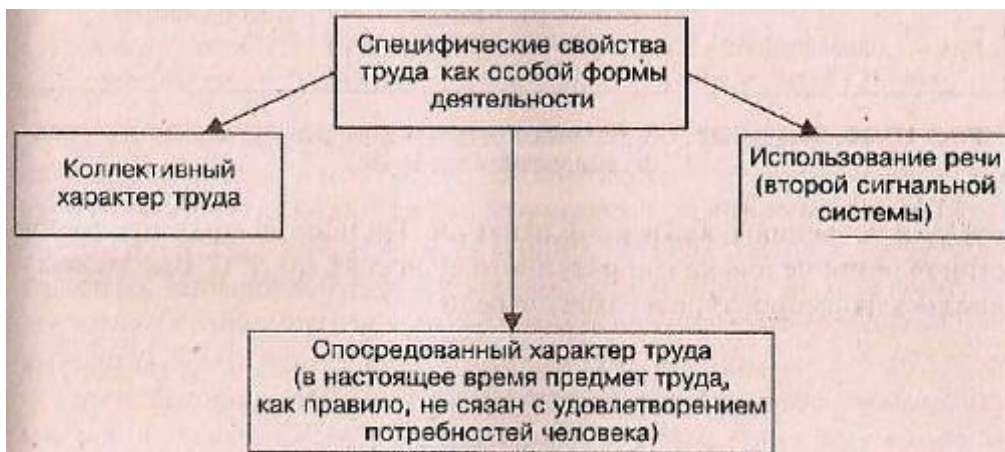 Специфические свойства
труда как особой формы
деятельности
Коллективный
характер труда
Использование речи
(второй сигнальной
системы)
Опосредованный характер труда
(в настоящее время предмет труда,
как правило, не сязан с удовлетворением
потребностей человека)